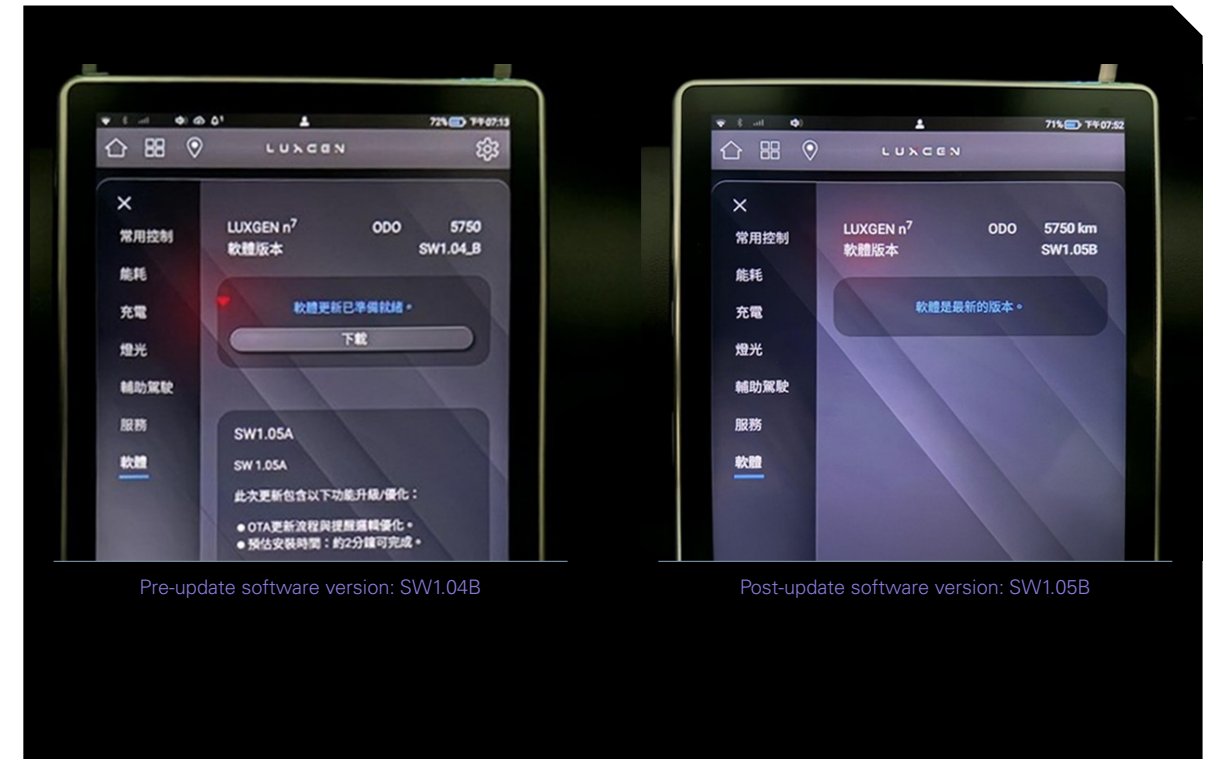 72% 下午07:13
LUXGEN
常用控制
能耗
充電
燈光
輔助駕駛
服務
軟體
LUXGEN n7 ODO 5750
軟體版本 SW1.04_B
軟體更新已準備就緒。
下載
SW1.05A
SW 1.05A
此次更新包含以下功能升級/優化：
●OTA更新流程與提醒邏輯優化。
●預估安裝時間：約2分鐘可完成。
Pre-update software version: SW1.04B
71% 下午07:52
LUXGEN
常用控制
能耗
充電
燈光
輔助駕駛
服務
軟體
LUXGEN n7 ODO 5750 km
軟體版本 SW1.05B
軟體是最新的版本。
Post-update software version: SW1.05B